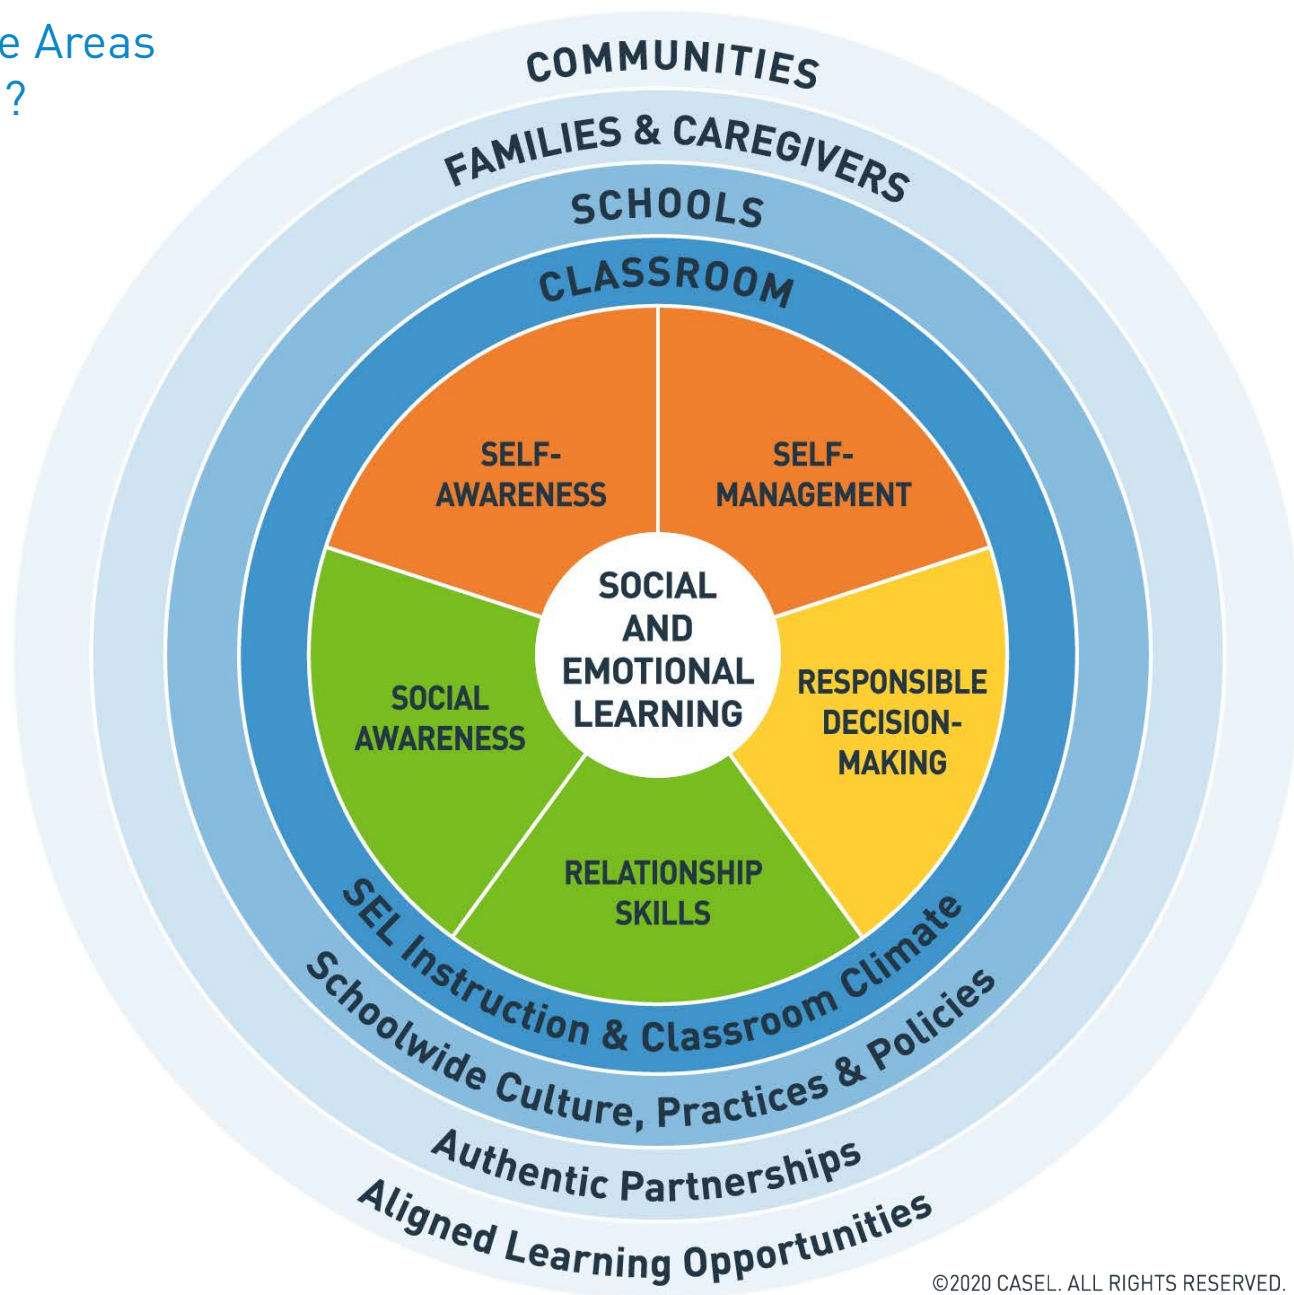 e Areas
?
COMMUNITIES
FAMILIES & CAREGIVERS
SCHOOLS
CLASSROOM
SELF-
AWARENESS
SELF-
MANAGEMENT
SOCIAL
AND
EMOTIONAL
LEARNING
SOCIAL
AWARENESS
RESPONSIBLE
DECISION-
MAKING
RELATIONSHIP
SKILLS
SEL Instruction & Classroom Climate
Schoolwide Culture, Practices & Policies
Authentic Partnerships
Aligned Learning Opportunities
©2020 CASEL. ALL RIGHTS RESERVED.